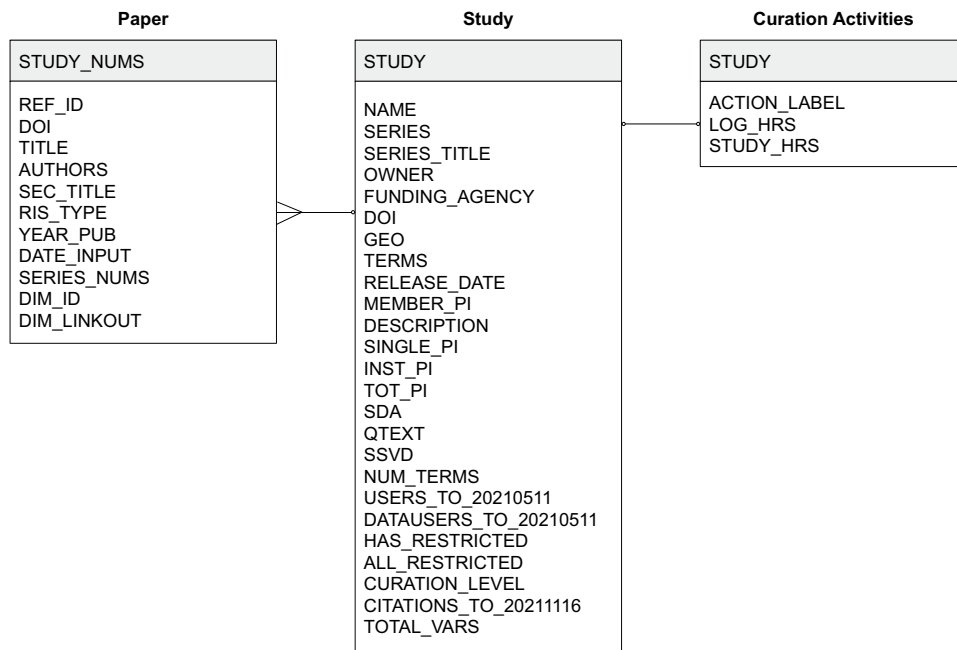 Paper
STUDY_NUMS
REF_ID
DOI
TITLE
AUTHORS
SEC_TITLE
RIS_TYPE
YEAR_PUB
DATE_INPUT
SERIES_NUMS
DIM_ID
DIM_LINKOUT
Study
STUDY
NAME
SERIES
SERIES_TITLE
OWNER
FUNDING_AGENCY
DOI
GEO
TERMS
RELEASE_DATE
MEMBER_PI
DESCRIPTION
SINGLE_PI
INST_PI
TOT_PI
SDA
QTEXT
SSVD
NUM_TERMS
USERS_TO_20210511
DATAUSERS_TO_20210511
HAS_RESTRICTED
ALL_RESTRICTED
CURATION_LEVEL
CITATIONS_TO_20211116
TOTAL_VARS
Curation Activities
STUDY
ACTION_LABEL
LOG_HRS
STUDY_HRS